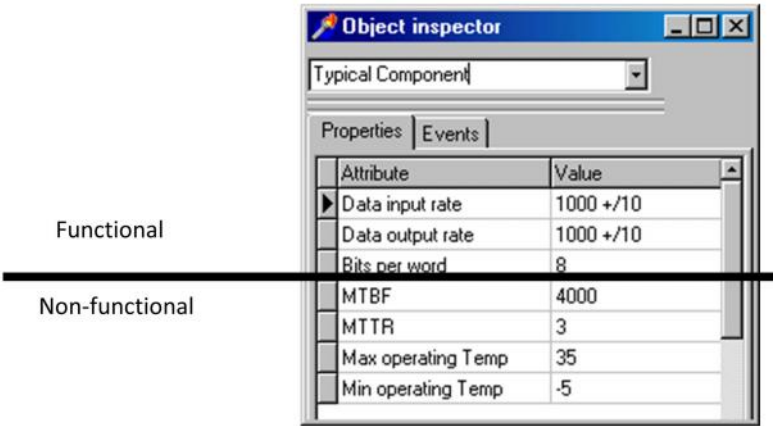 Object inspector
Typical Component
Properties Events
Attribute Value
Data input rate 1000 +/10
Functional
Data output rate 1000 +/10
Bits per word 8
Non-functional
MTBF 4000
MTTR 3
Max operating Temp 35
Min operating Temp -5